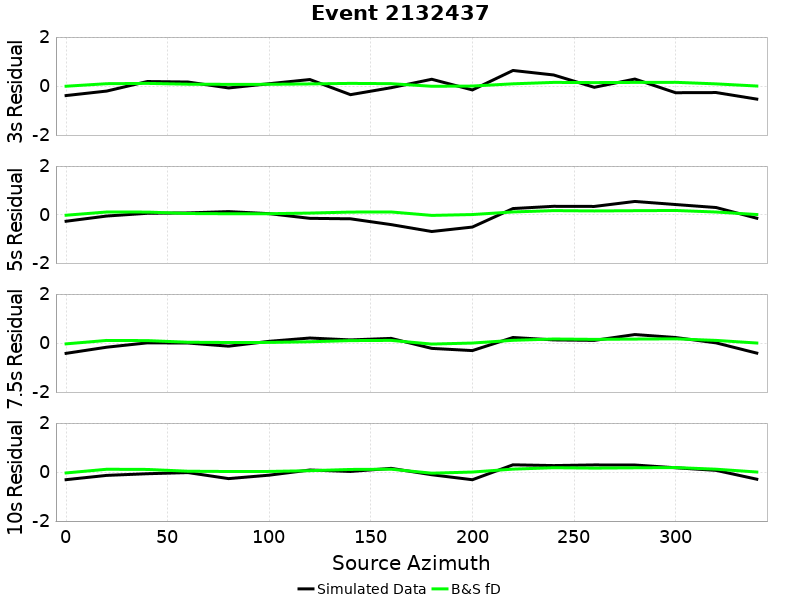 Event 2132437
3s Residual
2
0
-2
5s Residual
2
0
-2
7.5s Residual
2
0
-2
10s Residual
2
0
-2
0 50 100 150 200 250 300
Source Azimuth
Simulated Data B&S fD